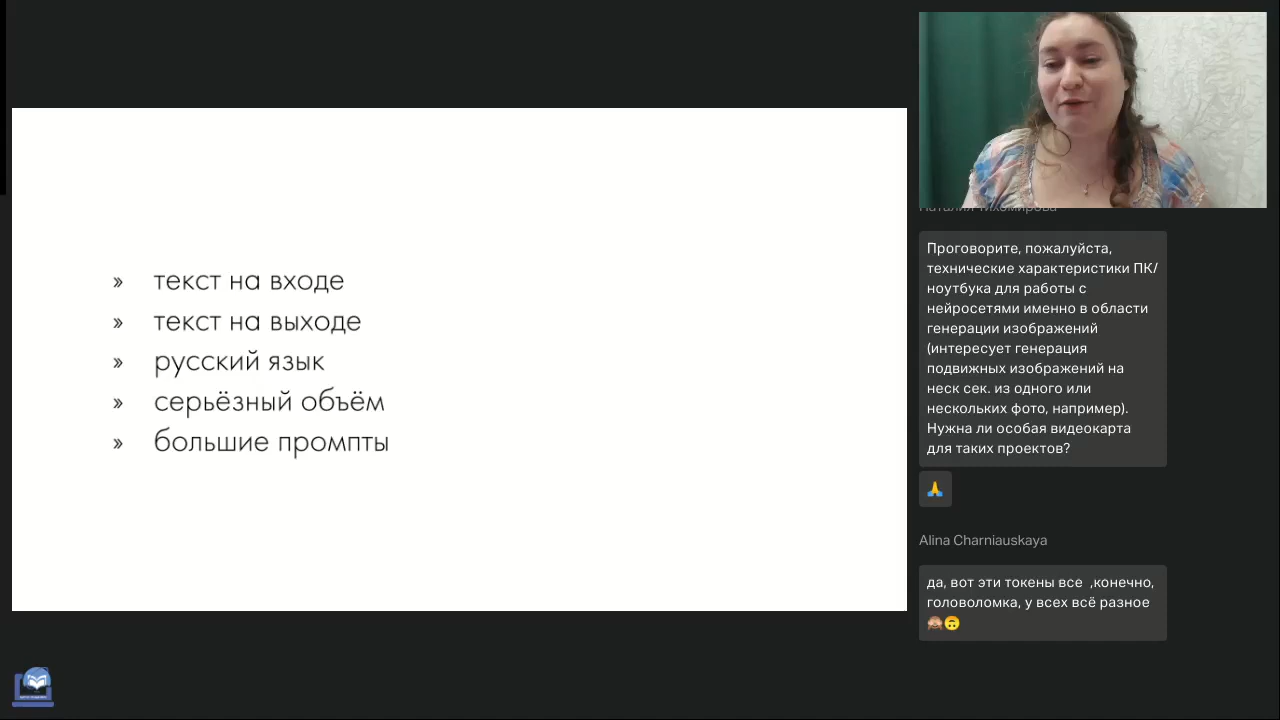 » текст на входе
» текст на выходе
» русский язык
» серьёзный объём
» большие промпты
Наталия Тихомирова
Проговорите, пожалуйста,
технические характеристики ПК/
ноутбука для работы с
нейросетями именно в области
генерации изображений
(интересует генерация
подвижных изображений на
неск сек. из одного или
нескольких фото, например).
Нужна ли особая видеокарта
для таких проектов?
🙏
Alina Charniauskaya
да, вот эти токены все ,конечно,
головоломка, у всех всё разное
🙈🙃